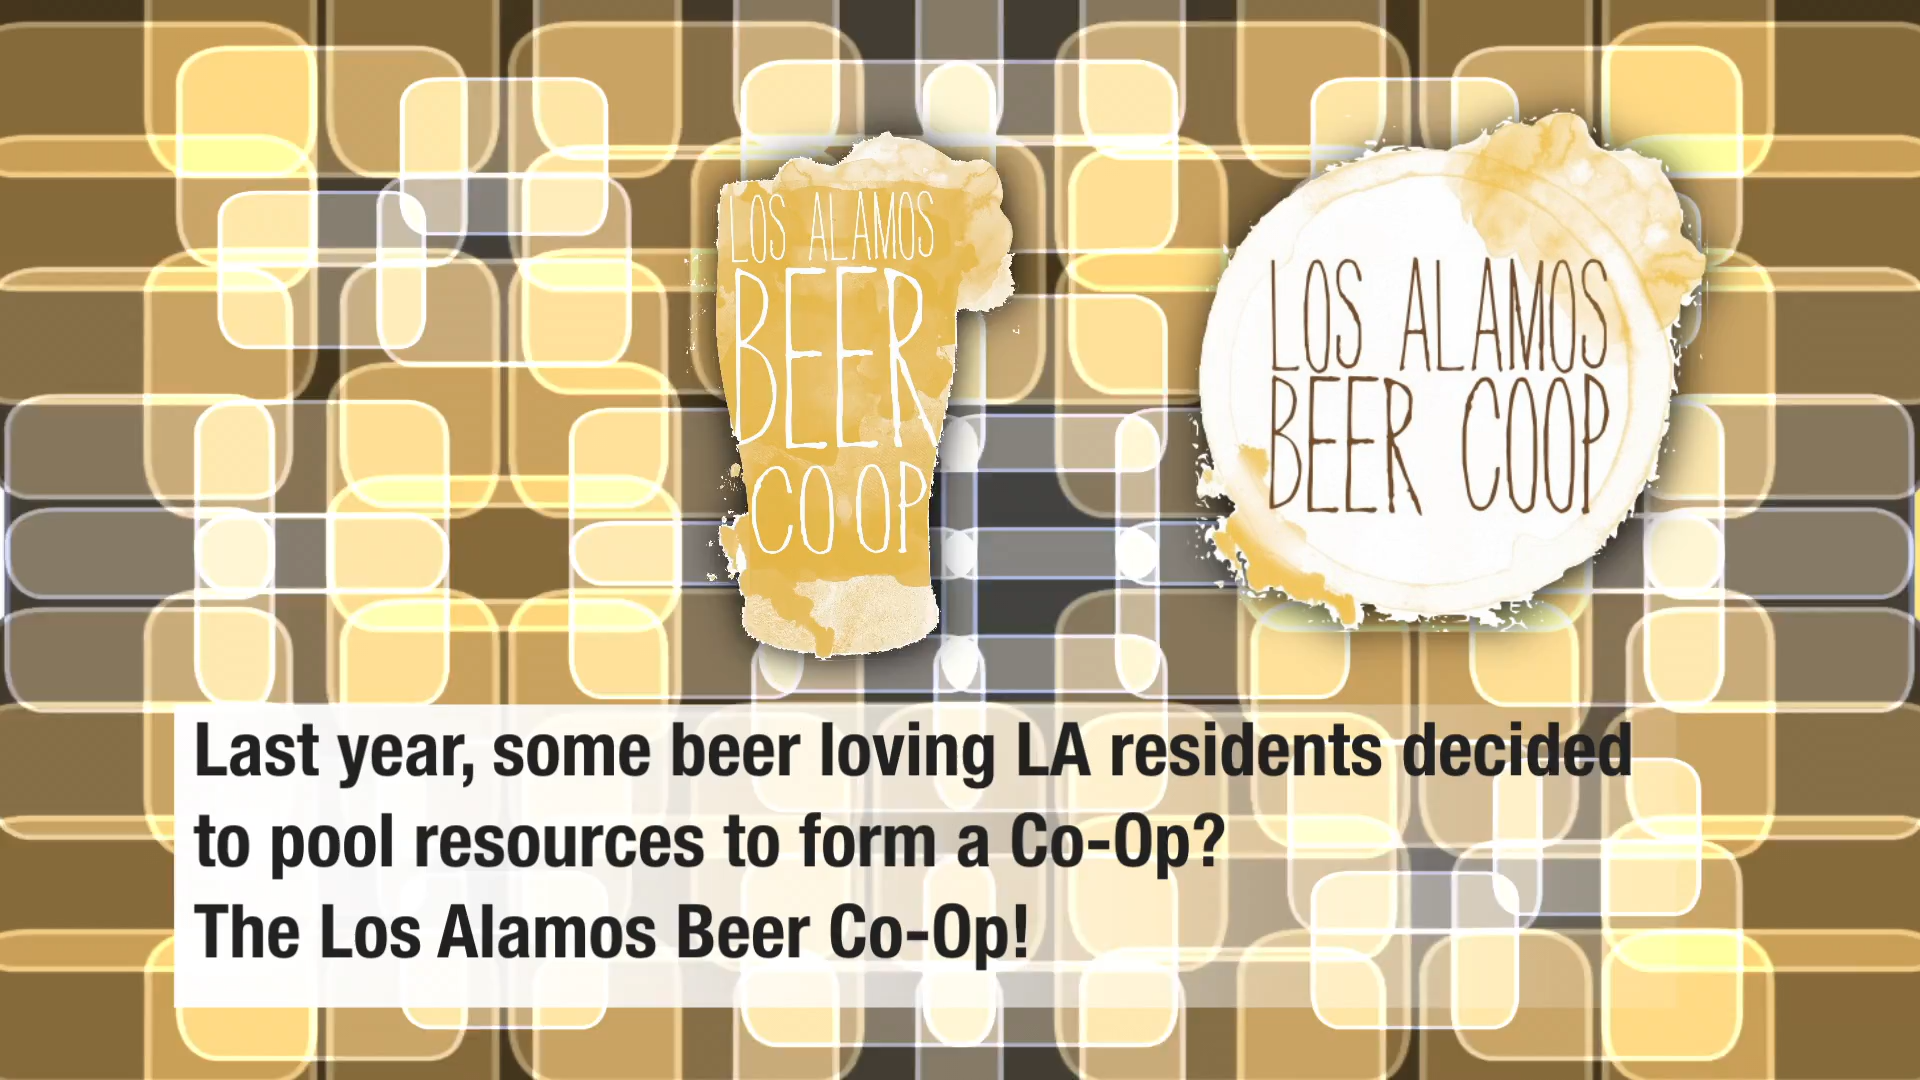 LOS ALAMOS
BEER
CO OP
LOS ALAMOS
BEER COOP
Last year, some beer loving LA residents decided
to pool resources to form a Co-Op?
The Los Alamos Beer Co-Op!